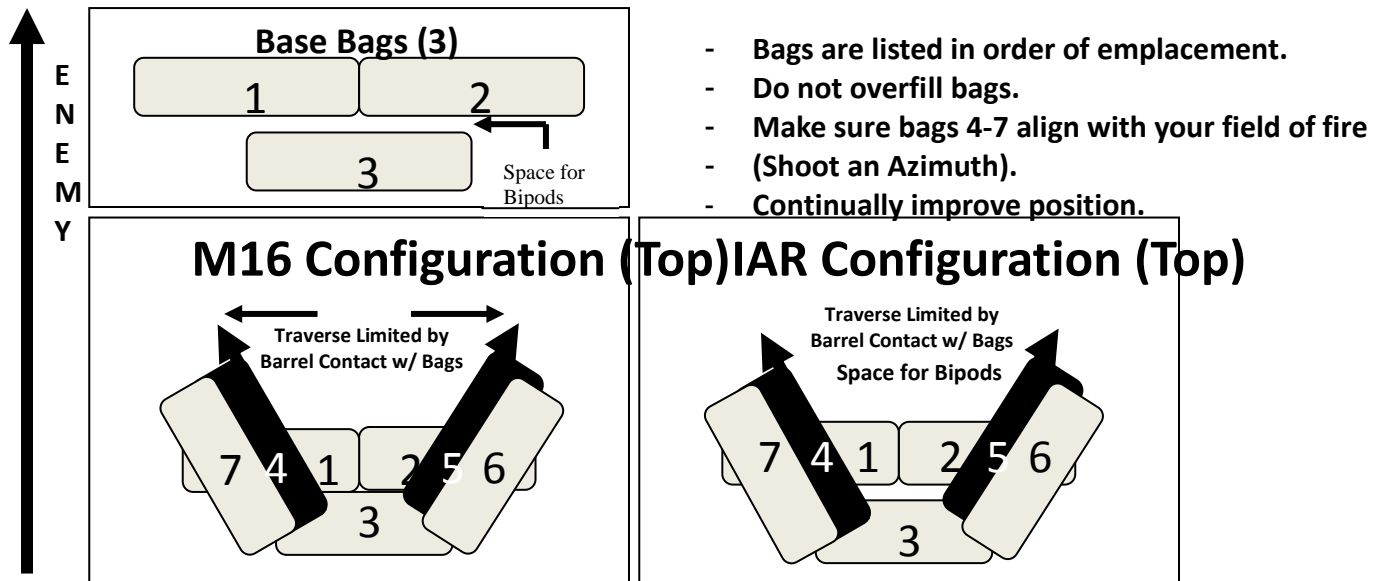 E
N
E
M
Y
Base Bags (3)
1
2
3
Space for
Bipods
- Bags are listed in order of emplacement.
- Do not overfill bags.
- Make sure bags 4-7 align with your field of fire
- (Shoot an Azimuth).
- Continually improve position.
M16 Configuration (Top)
Traverse Limited by
Barrel Contact w/ Bags
7 4 1 2 5 6
3
IAR Configuration (Top)
Traverse Limited by
Barrel Contact w/ Bags
Space for Bipods
7 4 1 2 5 6
3